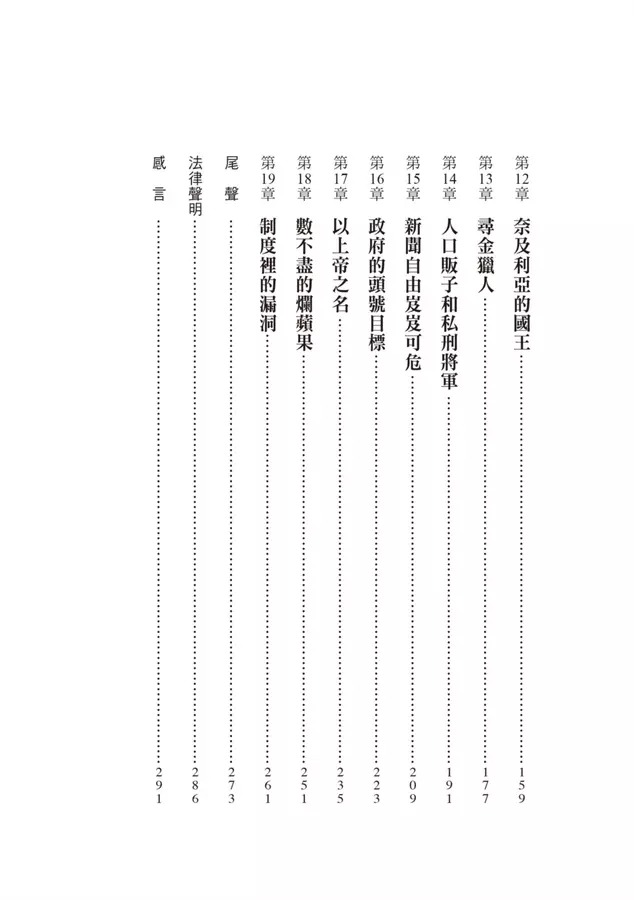 第12章 奈及利亞的國王……159
第13章 尋金獵人……177
第14章 人口販子和私刑將軍……191
第15章 新聞自由岌岌可危……209
第16章 政府的頭號目標……223
第17章 以上帝之名……235
第18章 數不盡的爛蘋果……251
第19章 制度裡的漏洞……261
尾 聲……273
法律聲明……286
感 言……291